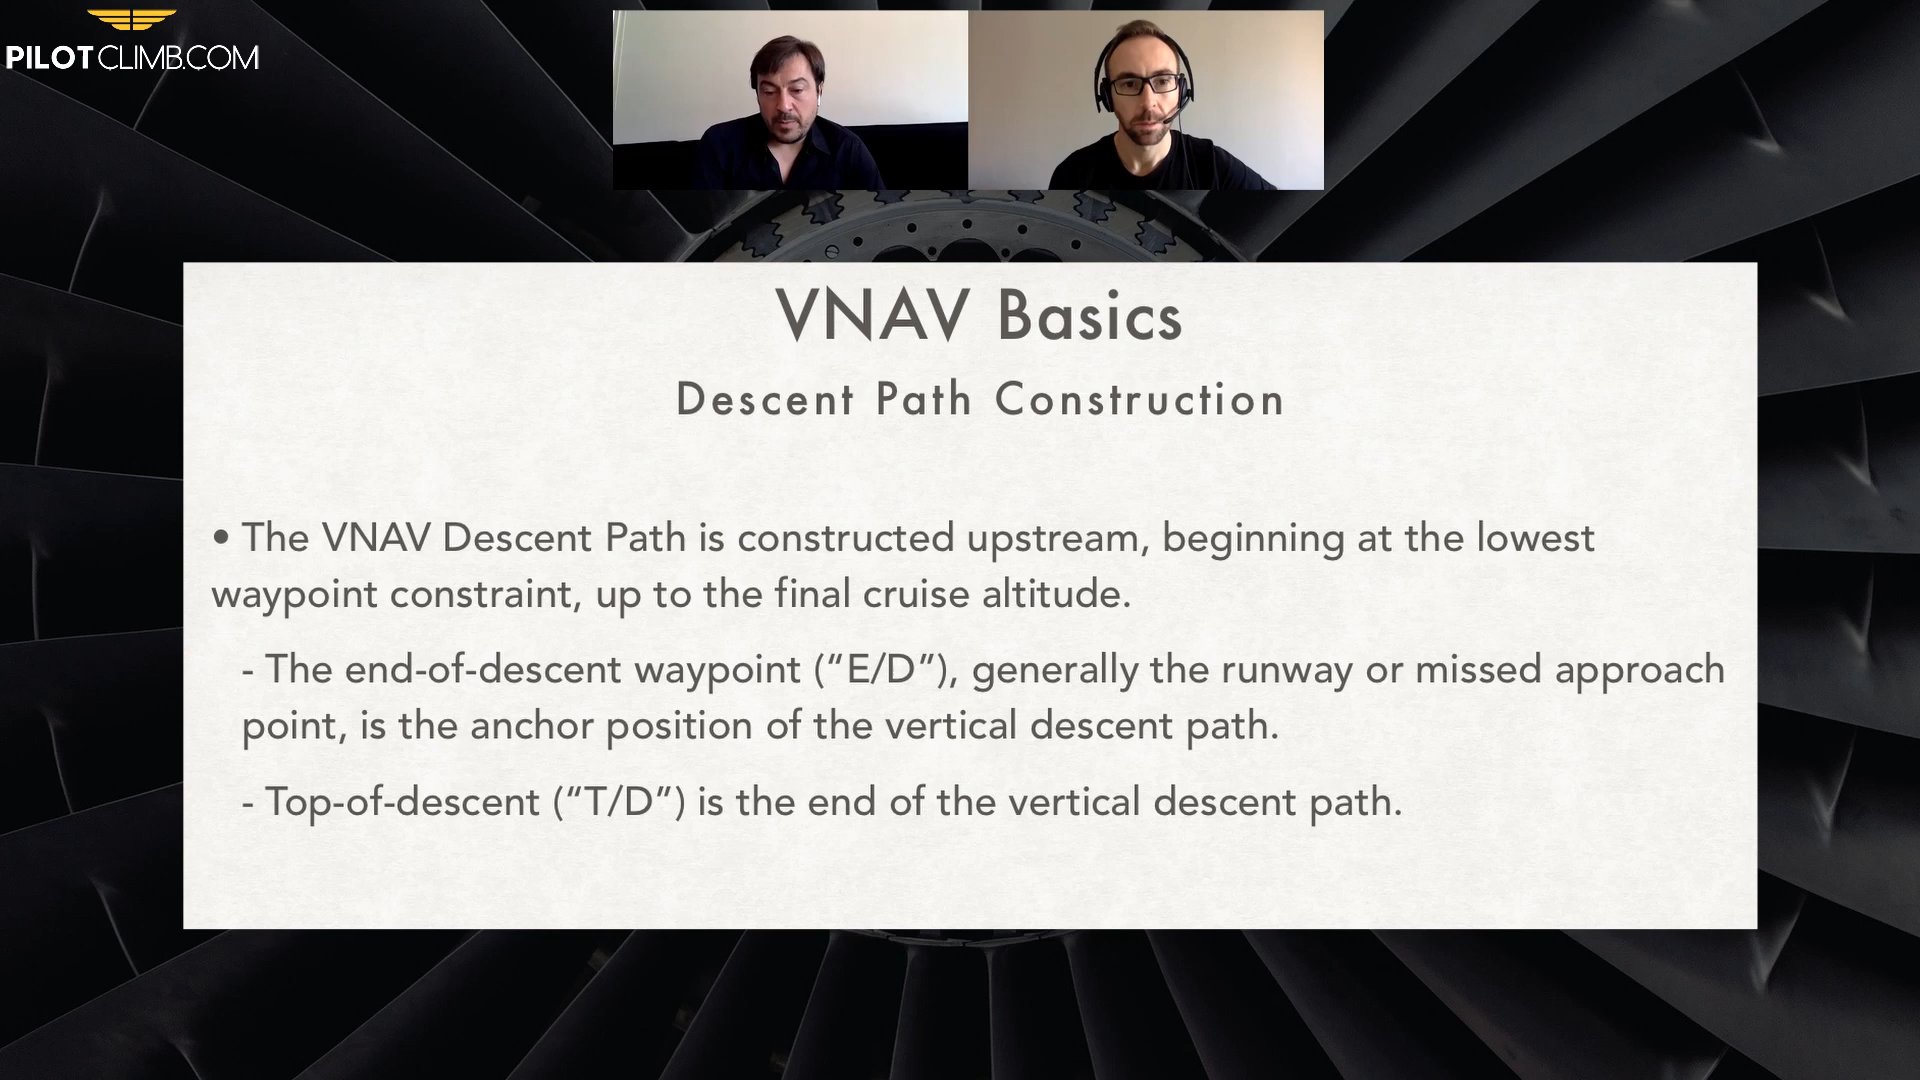 PILOTCLIMB.COM
VNAV Basics
Descent Path Construction
• The VNAV Descent Path is constructed upstream, beginning at the lowest
waypoint constraint, up to the final cruise altitude.
- The end-of-descent waypoint (“E/D”), generally the runway or missed approach
point, is the anchor position of the vertical descent path.
- Top-of-descent (“T/D”) is the end of the vertical descent path.